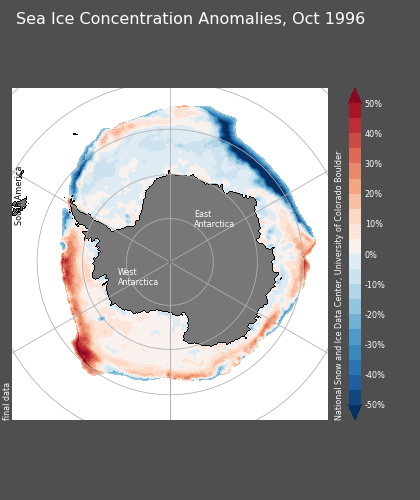 Sea Ice Concentration Anomalies, Oct 1996
South America
East
Antarctica
West
Antarctica
final data
National Snow and Ice Data Center, University of Colorado Boulder
50%
40%
30%
20%
10%
0%
-10%
-20%
-30%
-40%
-50%